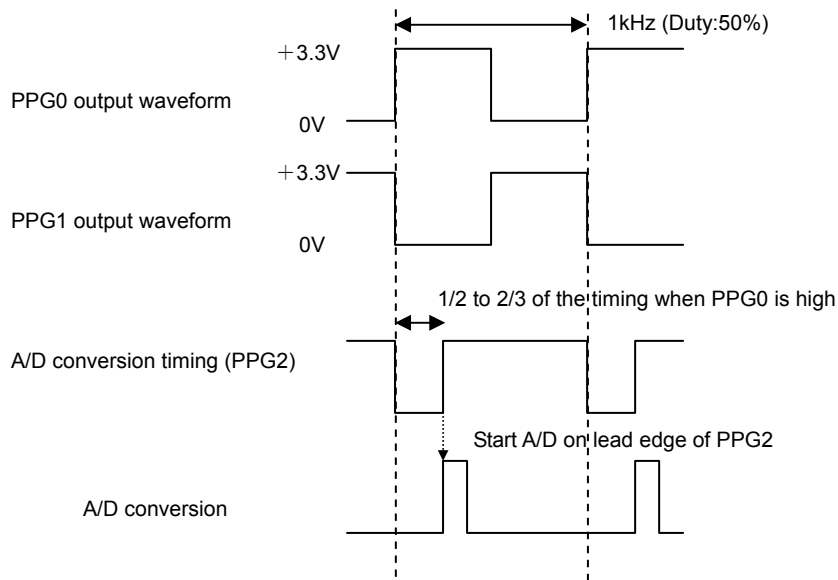 1kHz (Duty:50%)
＋3.3V
PPG0 output waveform
0V
＋3.3V
PPG1 output waveform
0V
1/2 to 2/3 of the timing when PPG0 is high
A/D conversion timing (PPG2)
Start A/D on lead edge of PPG2
A/D conversion